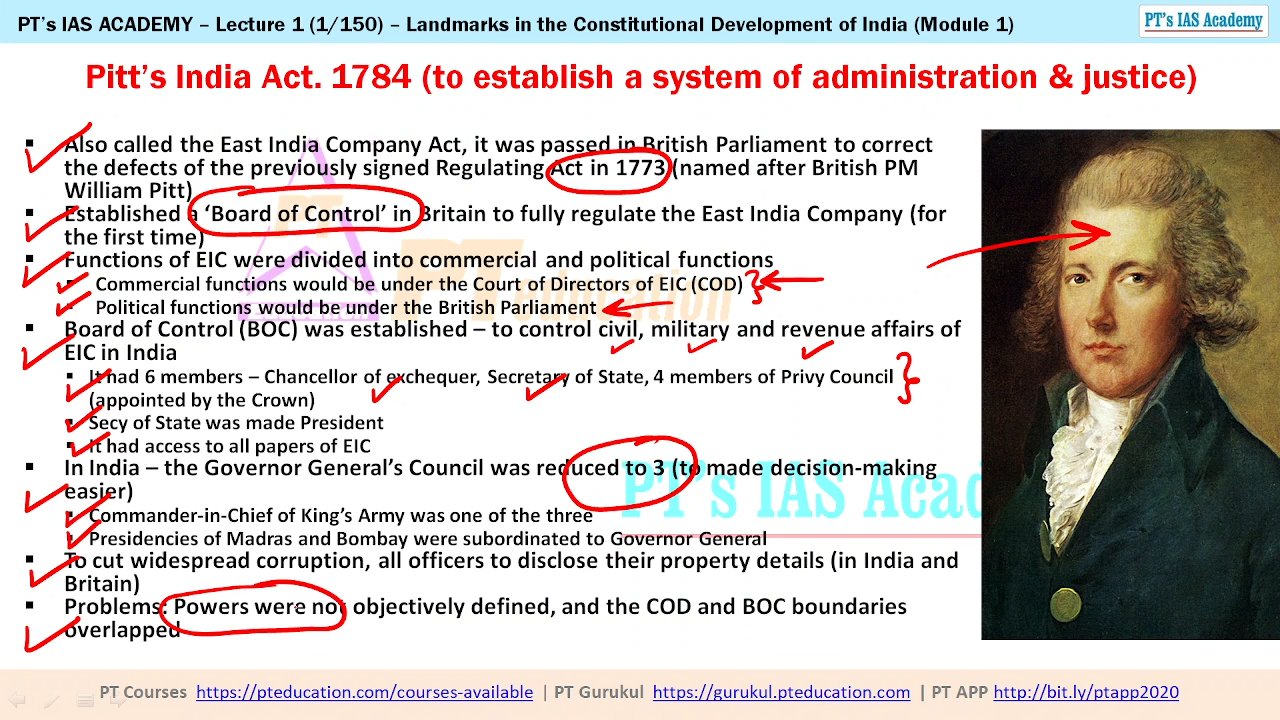 PT's IAS ACADEMY – Lecture 1 (1/150) – Landmarks in the Constitutional Development of India (Module 1)
PT's IAS Academy
Pitt's India Act. 1784 (to establish a system of administration & justice)
▪ Also called the East India Company Act, it was passed in British Parliament to correct
the defects of the previously signed Regulating Act in 1773 (named after British PM
William Pitt)
▪ Established a ‘Board of Control’ in Britain to fully regulate the East India Company (for
the first time)
▪ Functions of EIC were divided into commercial and political functions
▪ Commercial functions would be under the Court of Directors of EIC (COD)
▪ Political functions would be under the British Parliament
▪ Board of Control (BOC) was established – to control civil, military and revenue affairs of
EIC in India
▪ It had 6 members – Chancellor of exchequer, Secretary of State, 4 members of Privy Council
(appointed by the Crown)
▪ Secy of State was made President
▪ It had access to all papers of EIC
▪ In India – the Governor General's Council was reduced to 3 (to made decision-making
easier)
▪ Commander-in-Chief of King's Army was one of the three
▪ Presidencies of Madras and Bombay were subordinated to Governor General
▪ To cut widespread corruption, all officers to disclose their property details (in India and
Britain)
▪ Problems: Powers were not objectively defined, and the COD and BOC boundaries
overlapped
PT education
PT's IAS Acad
PT Courses https://pteducation.com/courses-available | PT Gurukul https://gurukul.pteducation.com | PT APP http://bit.ly/ptapp2020